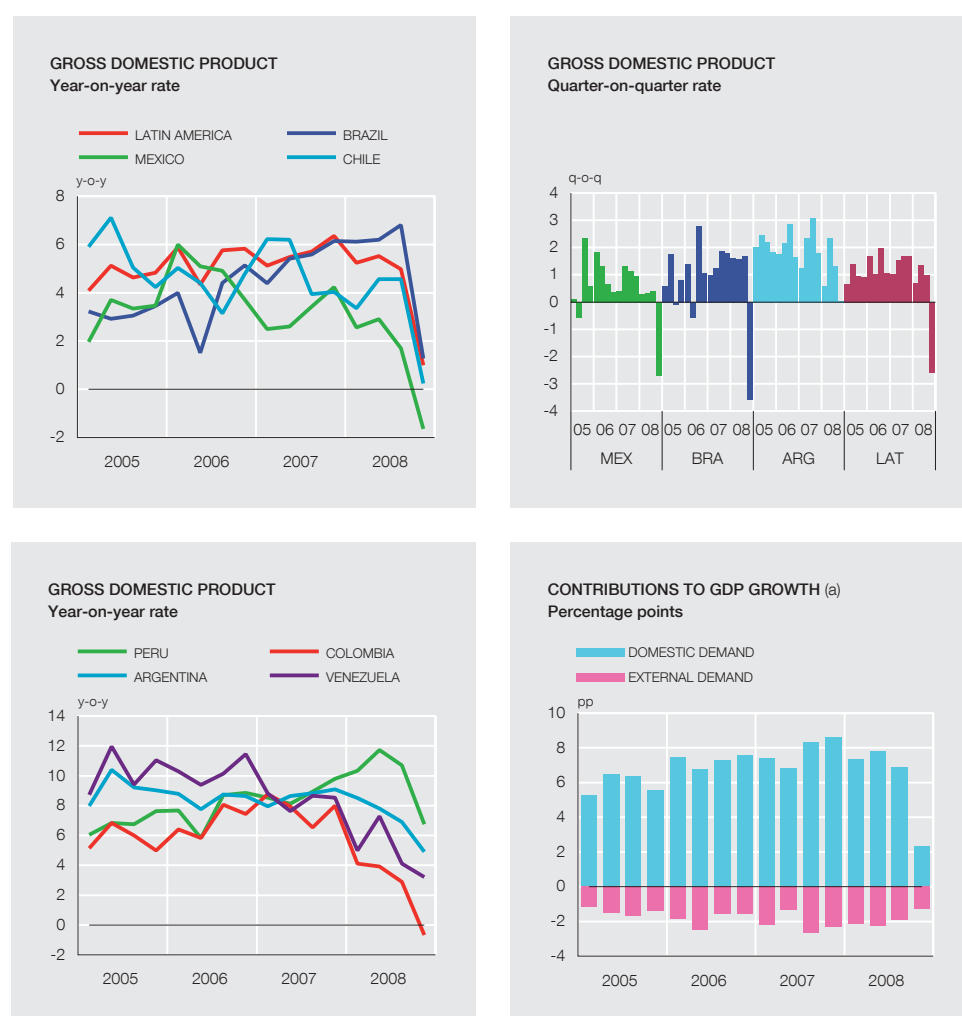 GROSS DOMESTIC PRODUCT
Year-on-year rate
LATIN AMERICA
BRAZIL
MEXICO
CHILE
y-o-y
8
6
4
2
0
-2
2005 2006 2007 2008
GROSS DOMESTIC PRODUCT
Quarter-on-quarter rate
q-o-q
4
3
2
1
0
-1
-2
-3
-4
05 06 07 08 05 06 07 08 05 06 07 08 05 06 07 08
MEX BRA ARG LAT
GROSS DOMESTIC PRODUCT
Year-on-year rate
PERU
COLOMBIA
ARGENTINA
VENEZUELA
y-o-y
14
12
10
8
6
4
2
0
-2
2005 2006 2007 2008
CONTRIBUTIONS TO GDP GROWTH (a)
Percentage points
DOMESTIC DEMAND
EXTERNAL DEMAND
pp
10
8
6
4
2
0
-2
-4
2005 2006 2007 2008